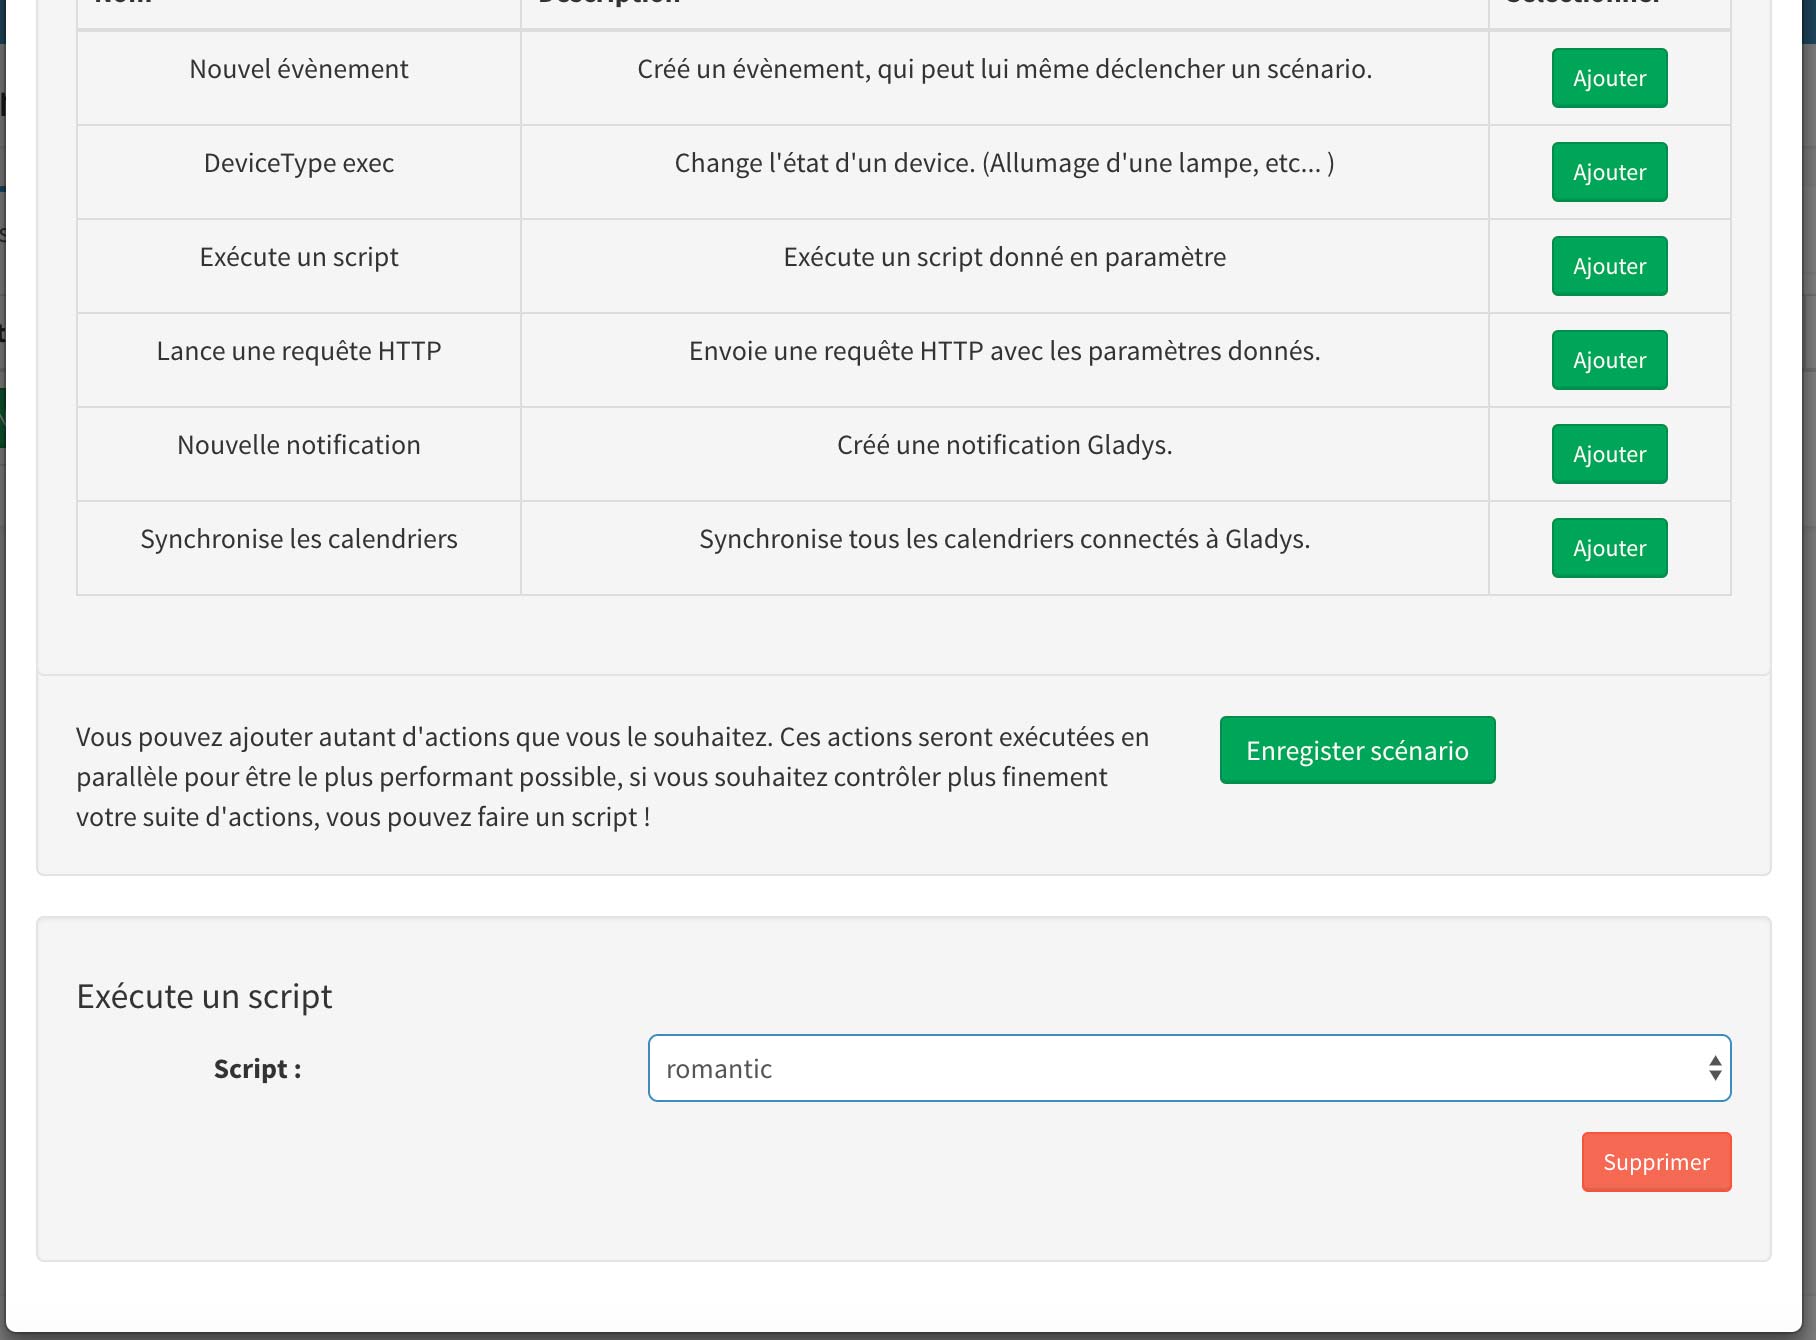 Nom
Description
Sélectionner
Nouvel évènement
Créé un évènement, qui peut lui même déclencher un scénario.
Ajouter
DeviceType exec
Change l'état d'un device. (Allumage d'une lampe, etc... )
Ajouter
Exécute un script
Exécute un script donné en paramètre
Ajouter
Lance une requête HTTP
Envoie une requête HTTP avec les paramètres donnés.
Ajouter
Nouvelle notification
Créé une notification Gladys.
Ajouter
Synchronise les calendriers
Synchronise tous les calendriers connectés à Gladys.
Ajouter
Vous pouvez ajouter autant d'actions que vous le souhaitez. Ces actions seront exécutées en
parallèle pour être le plus performant possible, si vous souhaitez contrôler plus finement
votre suite d'actions, vous pouvez faire un script !
Enregister scénario
Exécute un script
Script :
romantic
Supprimer